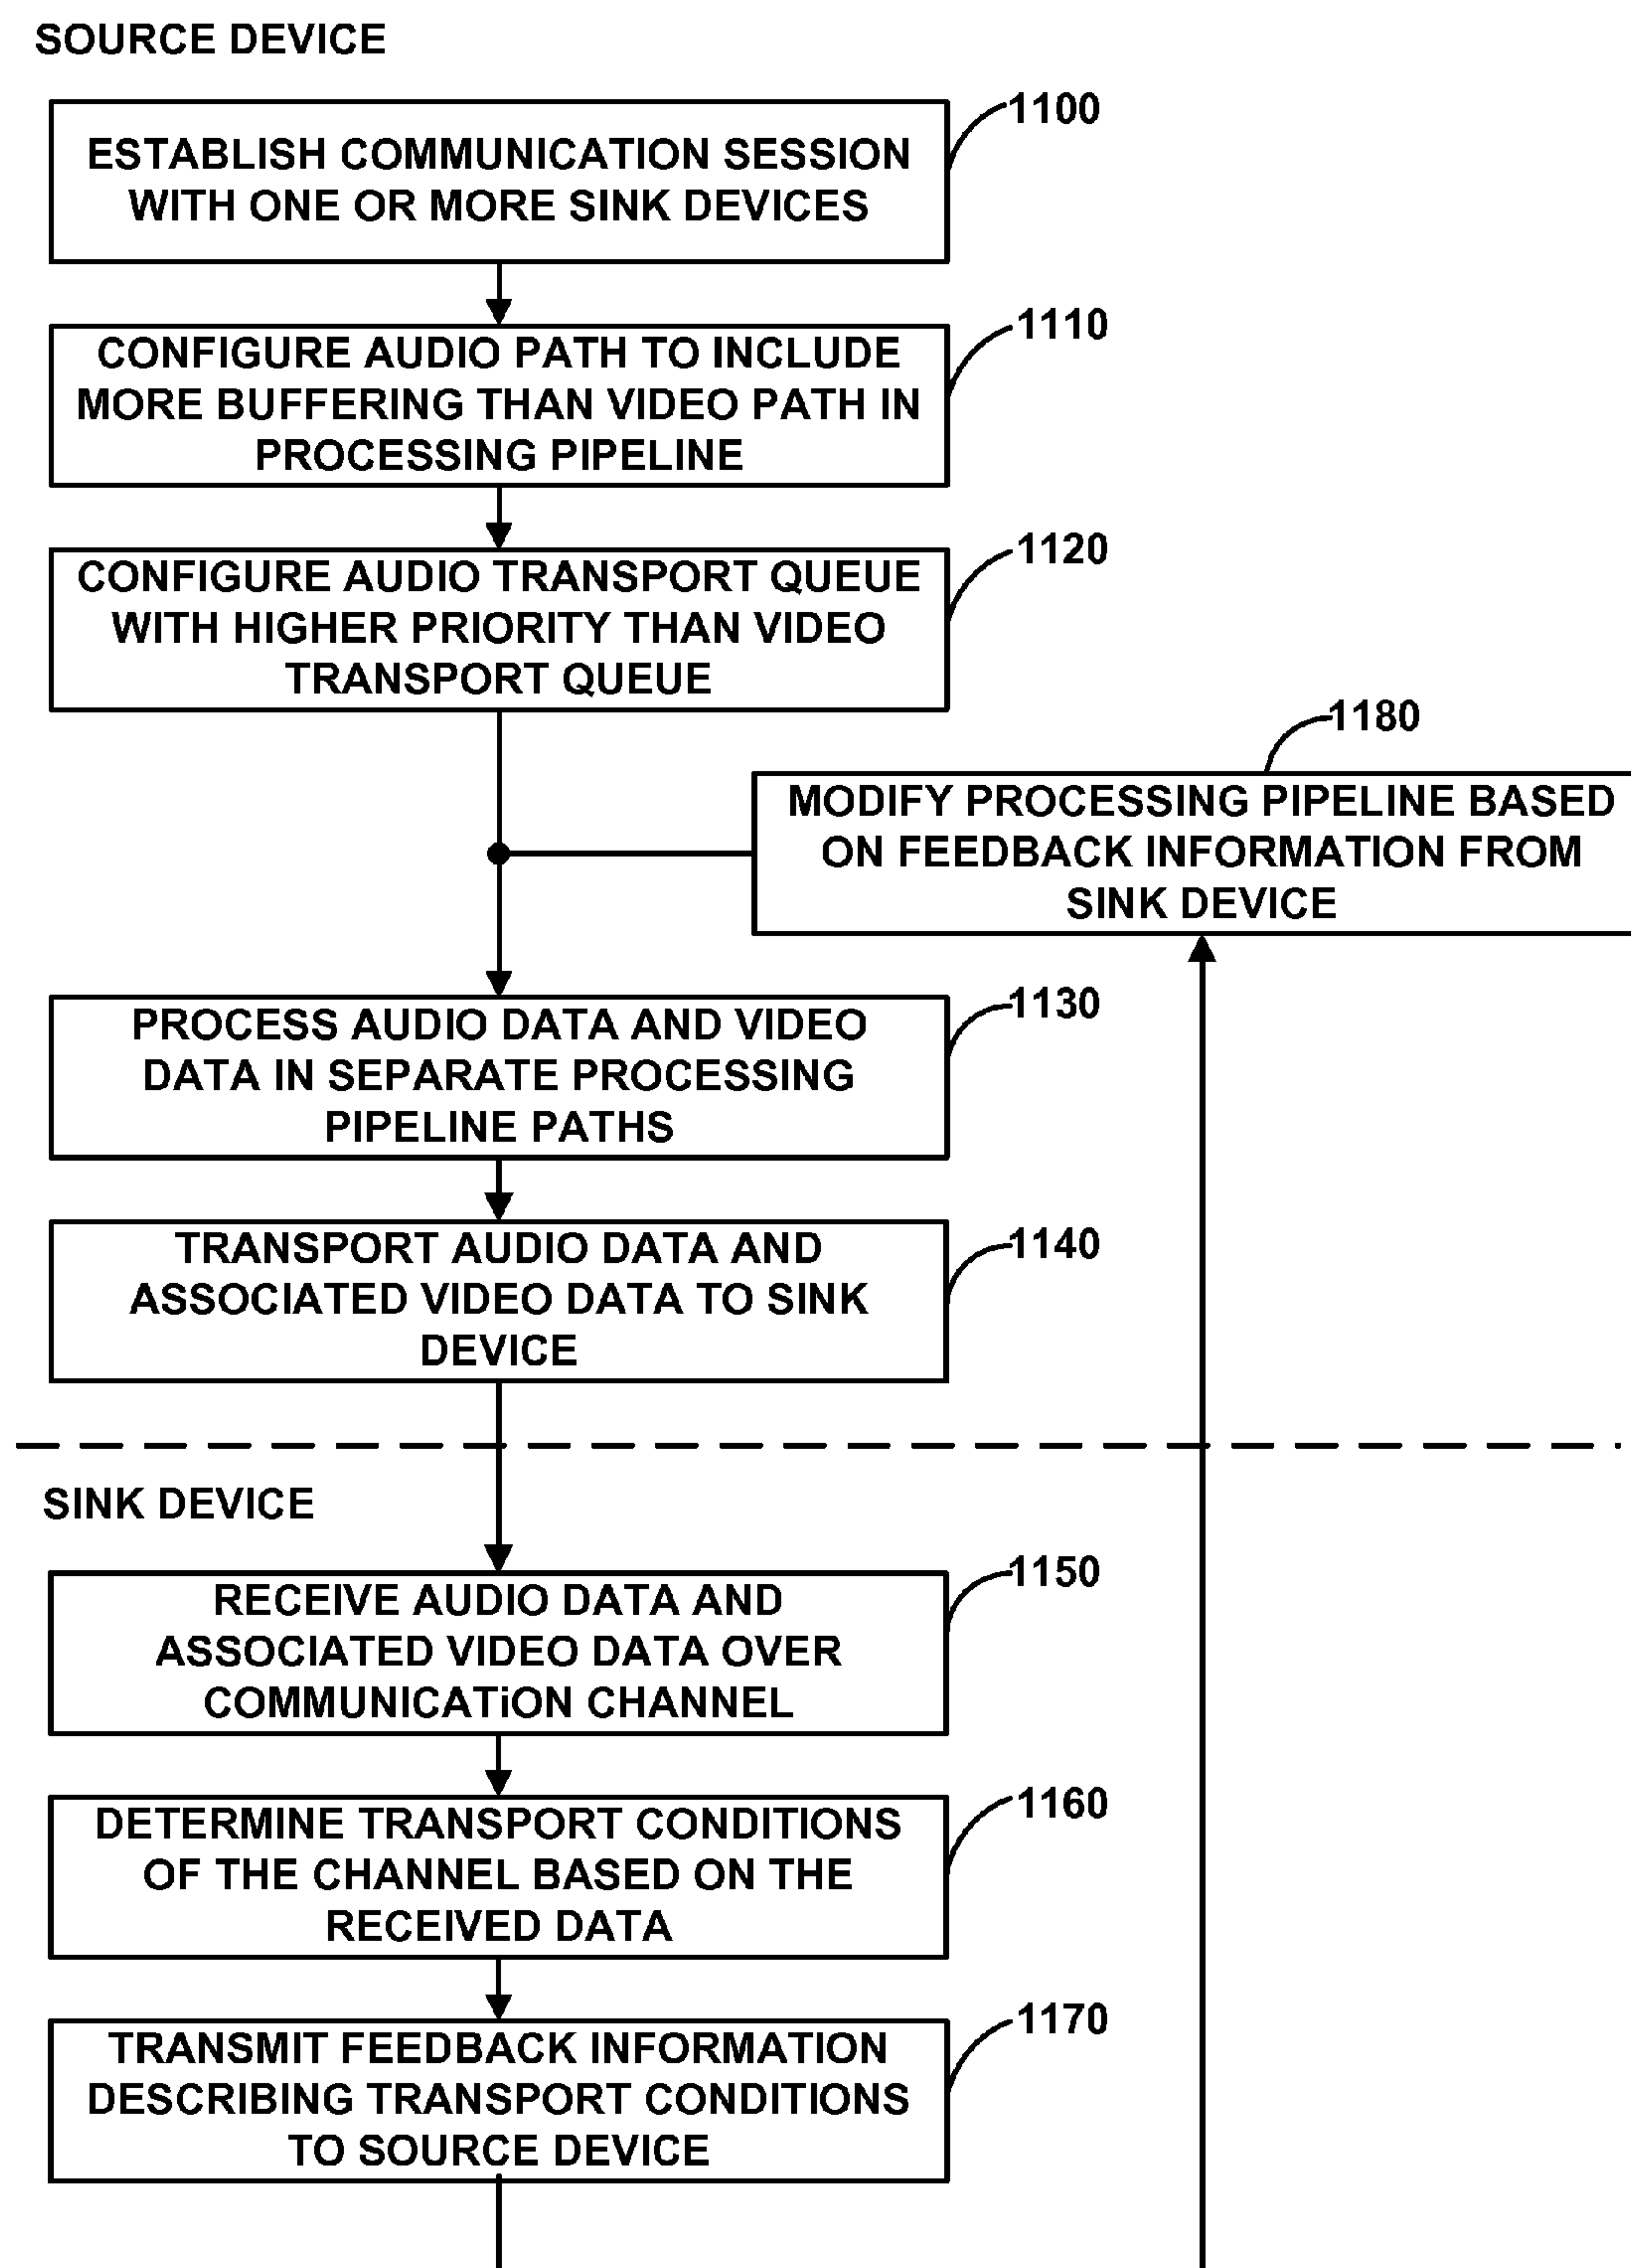 SOURCE DEVICE
1100
ESTABLISH COMMUNICATION SESSION
WITH ONE OR MORE SINK DEVICES
1110
CONFIGURE AUDIO PATH TO INCLUDE
MORE BUFFERING THAN VIDEO PATH IN
PROCESSING PIPELINE
1120
CONFIGURE AUDIO TRANSPORT QUEUE
WITH HIGHER PRIORITY THAN VIDEO
TRANSPORT QUEUE
1180
MODIFY PROCESSING PIPELINE BASED
ON FEEDBACK INFORMATION FROM
SINK DEVICE
1130
PROCESS AUDIO DATA AND VIDEO
DATA IN SEPARATE PROCESSING
PIPELINE PATHS
1140
TRANSPORT AUDIO DATA AND
ASSOCIATED VIDEO DATA TO SINK
DEVICE
SINK DEVICE
1150
RECEIVE AUDIO DATA AND
ASSOCIATED VIDEO DATA OVER
COMMUNICATiON CHANNEL
1160
DETERMINE TRANSPORT CONDITIONS
OF THE CHANNEL BASED ON THE
RECEIVED DATA
1170
TRANSMIT FEEDBACK INFORMATION
DESCRIBING TRANSPORT CONDITIONS
TO SOURCE DEVICE